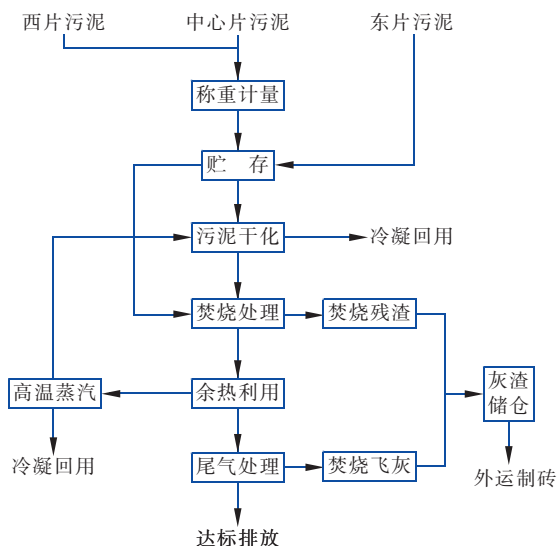 西片污泥
中心片污泥
东片污泥
称重计量
贮 存
污泥干化
冷凝回用
焚烧处理
焚烧残渣
高温蒸汽
余热利用
灰渣
储仓
冷凝回用
尾气处理
焚烧飞灰
外运制砖
达标排放